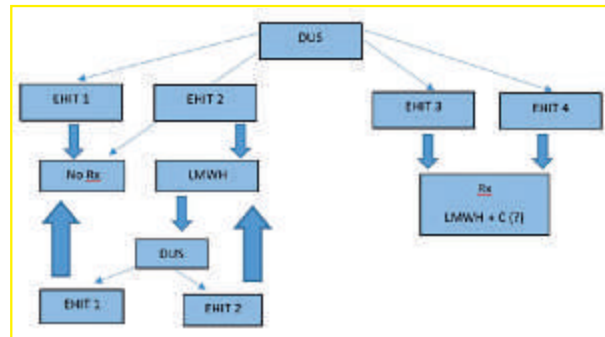 DUS
EHIT 1
EHIT 2
EHIT 3
EHIT 4
No Rx
LMWH
Rx
LMWH + C (?)
DUS
EHIT 1
EHIT 2